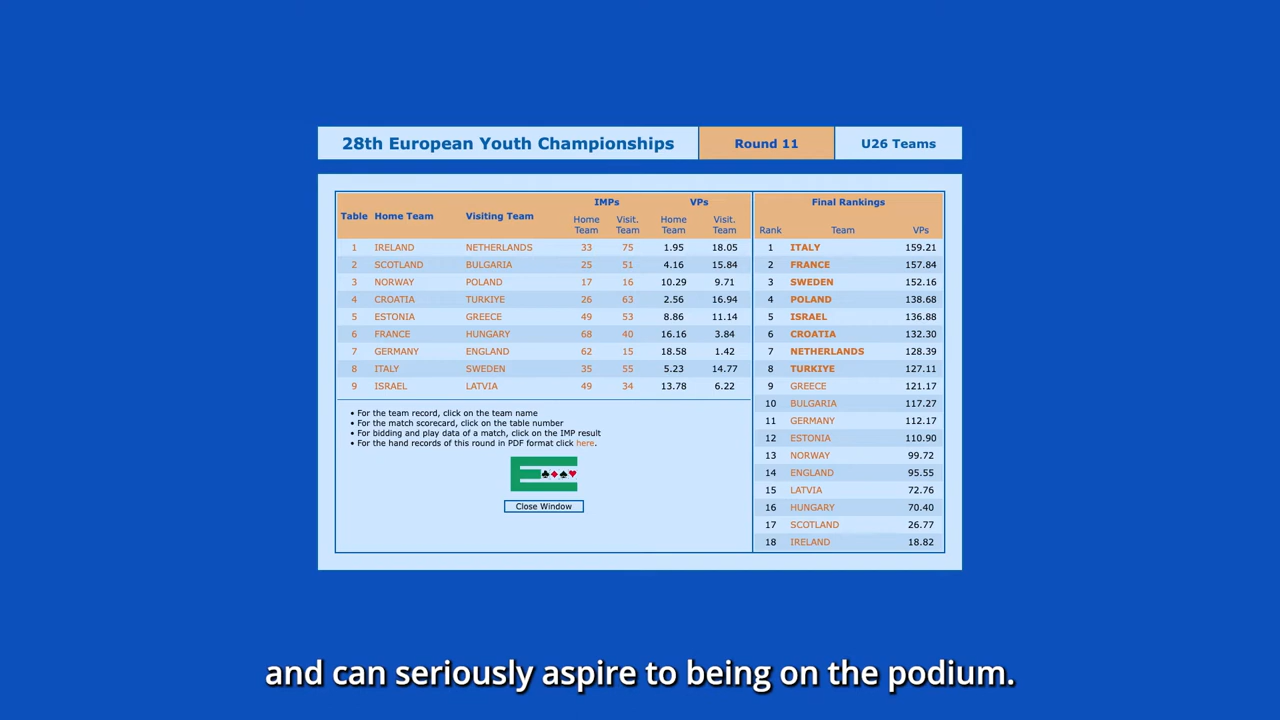 28th European Youth Championships Round 11 U26 Teams
IMPs VPs Final Rankings
Table Home Team Visiting Team Home Team Visit. Team Home Team Visit. Team Rank Team VPs
1 IRELAND NETHERLANDS 33 75 1.95 18.05 1 ITALY 159.21
2 SCOTLAND BULGARIA 25 51 4.16 15.84 2 FRANCE 157.84
3 NORWAY POLAND 17 16 10.29 9.71 3 SWEDEN 152.16
4 CROATIA TURKIYE 26 63 2.56 16.94 4 POLAND 138.68
5 ESTONIA GREECE 49 53 8.86 11.14 5 ISRAEL 136.88
6 FRANCE HUNGARY 68 40 16.16 3.84 6 CROATIA 132.30
7 GERMANY ENGLAND 62 15 18.58 1.42 7 NETHERLANDS 128.39
8 ITALY SWEDEN 35 55 5.23 14.77 8 TURKIYE 127.11
9 ISRAEL LATVIA 49 34 13.78 6.22 9 GREECE 121.17
10 BULGARIA 117.27
11 GERMANY 112.17
12 ESTONIA 110.90
13 NORWAY 99.72
14 ENGLAND 95.55
15 LATVIA 72.76
16 HUNGARY 70.40
17 SCOTLAND 26.77
18 IRELAND 18.82
• For the team record, click on the team name
• For the match scorecard, click on the table number
• For bidding and play data of a match, click on the IMP result
• For the hand records of this round in PDF format click here.
Close Window
and can seriously aspire to being on the podium.